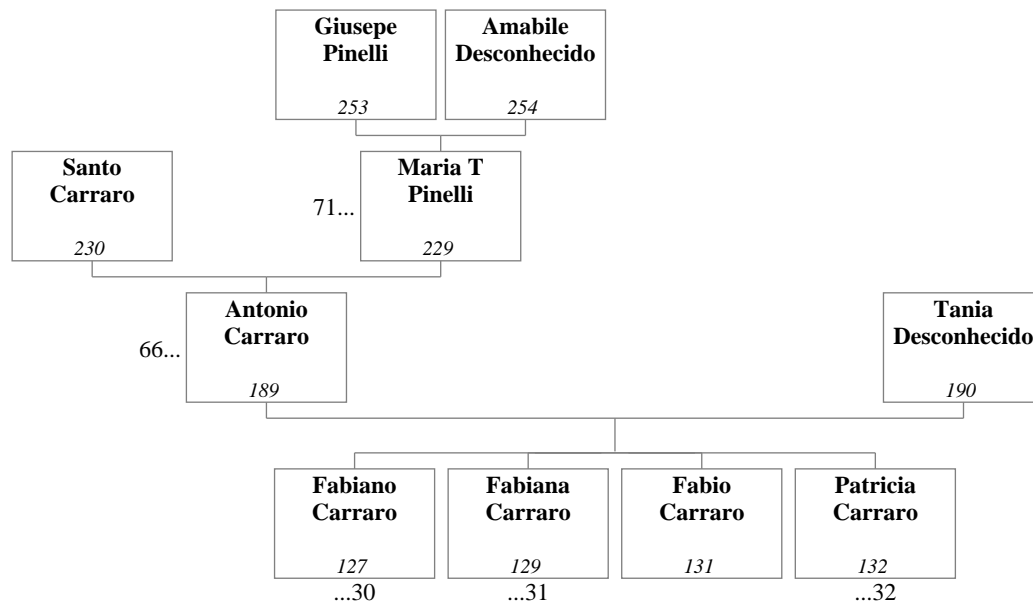 Giusepe
Pinelli
253
Amabile
Desconhecido
254
Santo
Carraro
230
71...
Maria T
Pinelli
229
66...
Antonio
Carraro
189
Tania
Desconhecido
190
Fabiano
Carraro
127
...30
Fabiana
Carraro
129
...31
Fabio
Carraro
131
Patricia
Carraro
132
...32